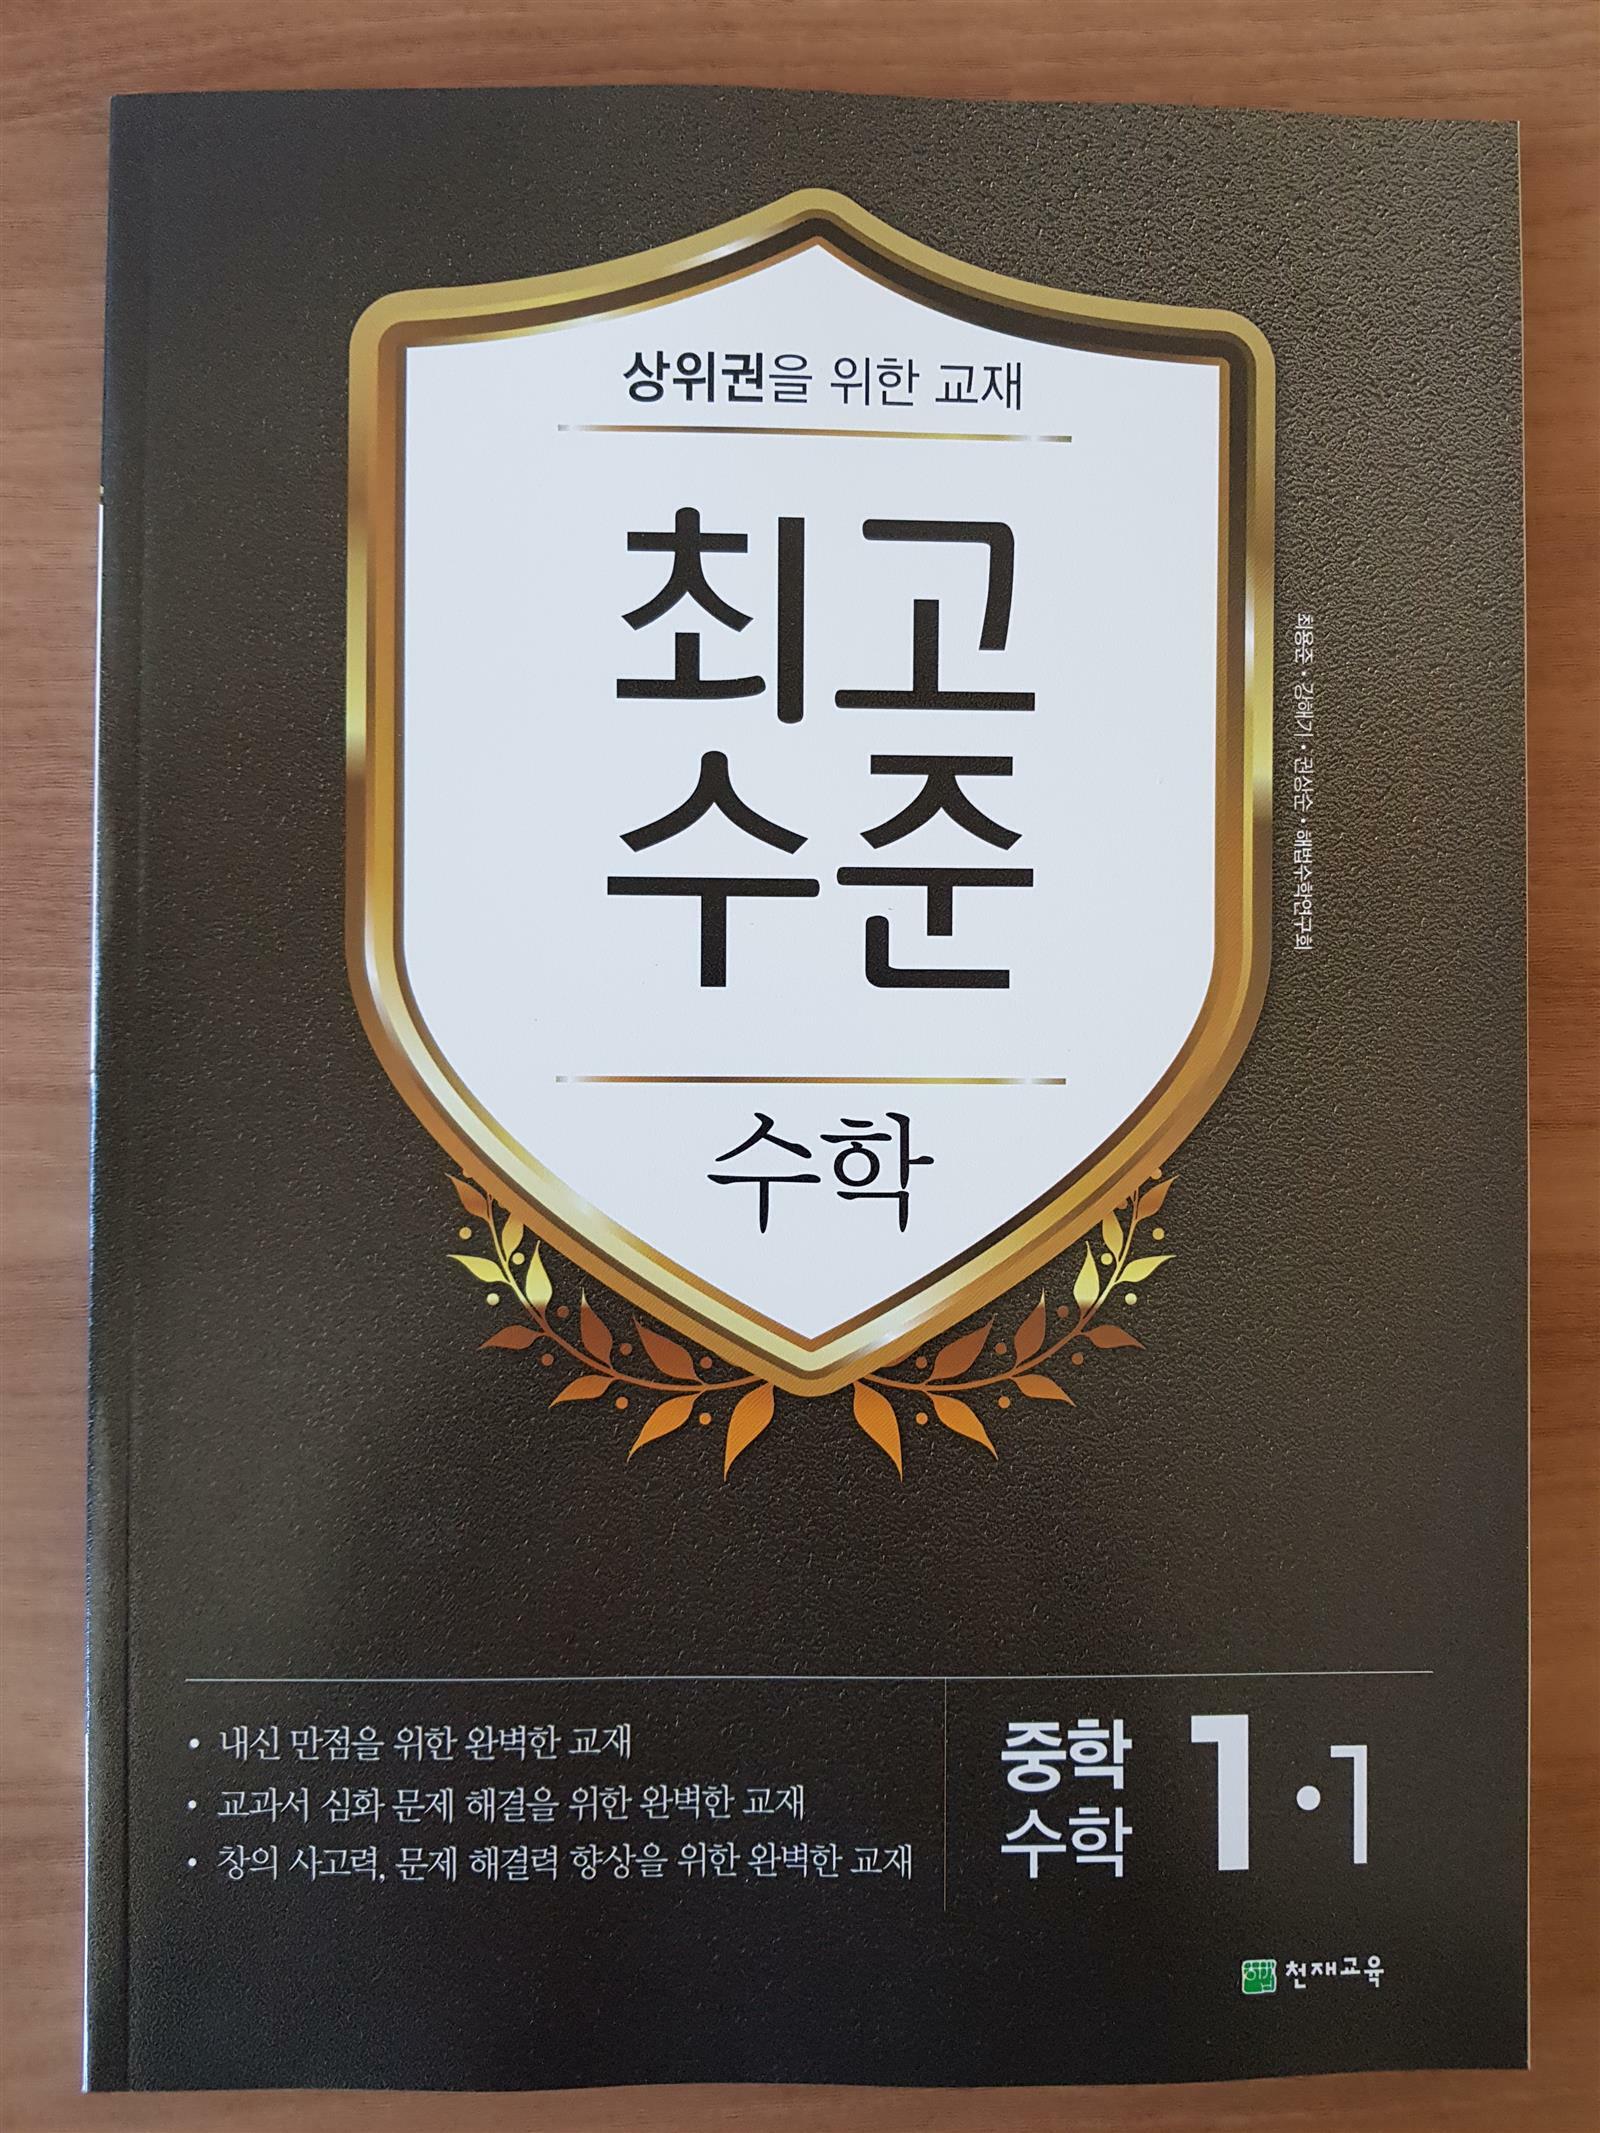 상위권을 위한 교재
최고
수준
수학
최용준 • 강해기 • 권상순 • 해법수학연구회
• 내신 만점을 위한 완벽한 교재
• 교과서 심화 문제 해결을 위한 완벽한 교재
• 창의 사고력, 문제 해결력 향상을 위한 완벽한 교재
중학
수학
1•1
해법 천재교육